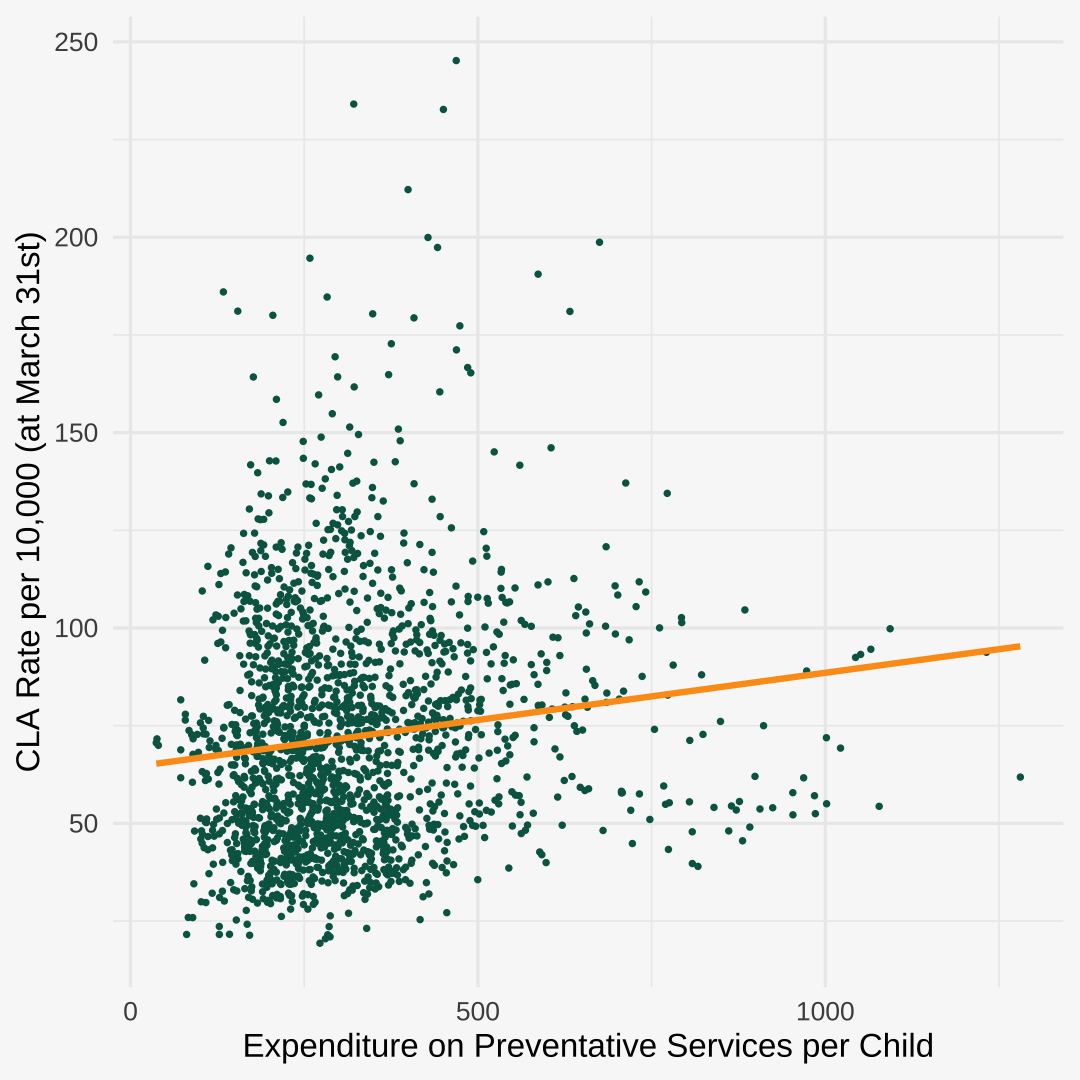 250
200
150
100
50
CLA Rate per 10,000 (at March 31st)
0 500 1000
Expenditure on Preventative Services per Child